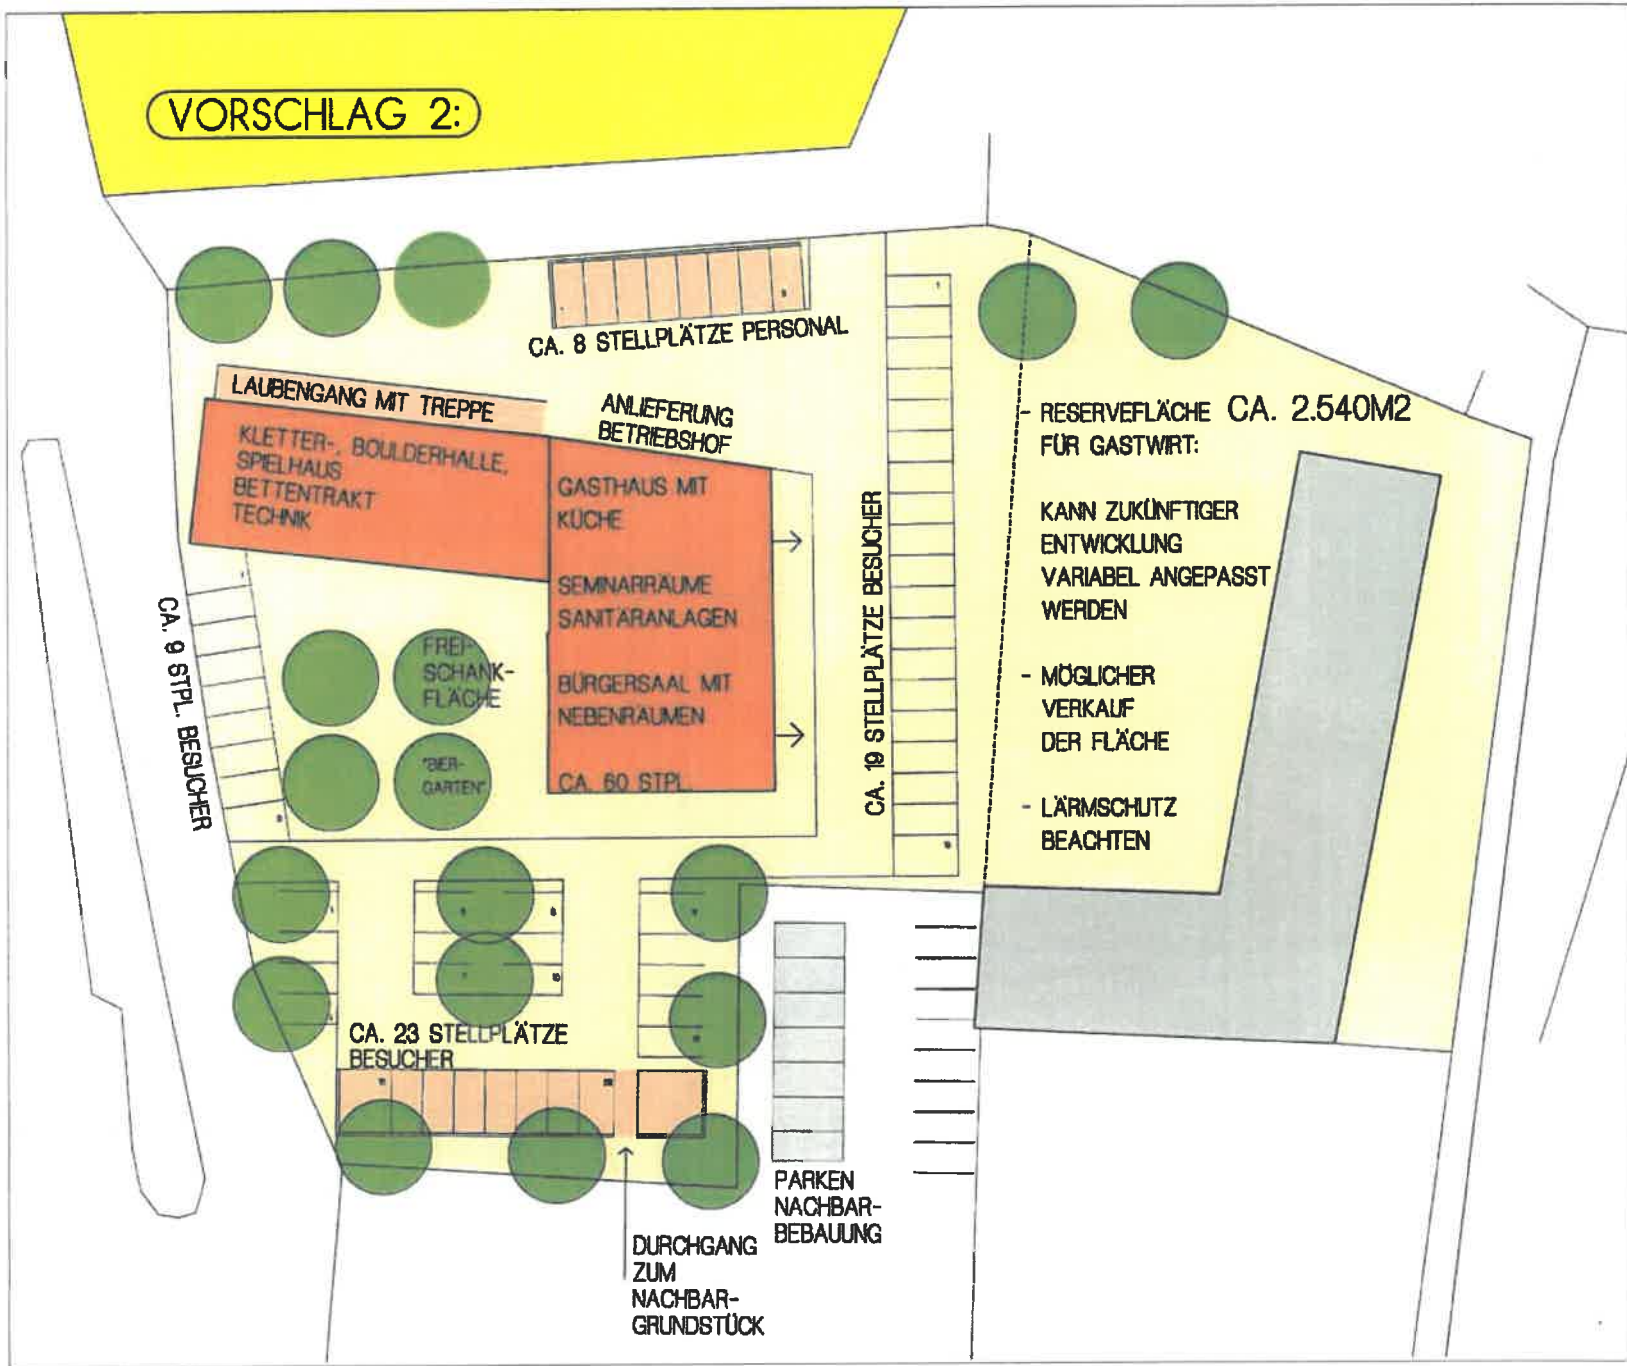 VORSCHLAG 2:
CA. 8 STELLPLÄTZE PERSONAL
LAUBENGANG MIT TREPPE
ANLIEFERUNG
BETRIEBSHOF
KLETTER-, BOULDERHALLE,
SPIELHAUS
BETTENTRAKT
TECHNIK
GASTHAUS MIT
KÜCHE
SEMINARRÄUME
SANITÄRANLAGEN
BÜRGERSAAL MIT
NEBENRÄUMEN
CA. 60 STPL.
FREI-
SCHANK-
FLÄCHE
"BIER-
GARTEN"
CA. 9 STPL. BESUCHER
CA. 19 STELLPLÄTZE BESUCHER
- RESERVEFLÄCHE CA. 2.540M2
FÜR GASTWIRT:
KANN ZUKÜNFTIGER
ENTWICKLUNG
VARIABEL ANGEPASST
WERDEN
- MÖGLICHER
VERKAUF
DER FLÄCHE
- LÄRMSCHUTZ
BEACHTEN
CA. 23 STELLPLÄTZE
BESUCHER
PARKEN
NACHBAR-
BEBAUUNG
DURCHGANG
ZUM
NACHBAR-
GRUNDSTÜCK